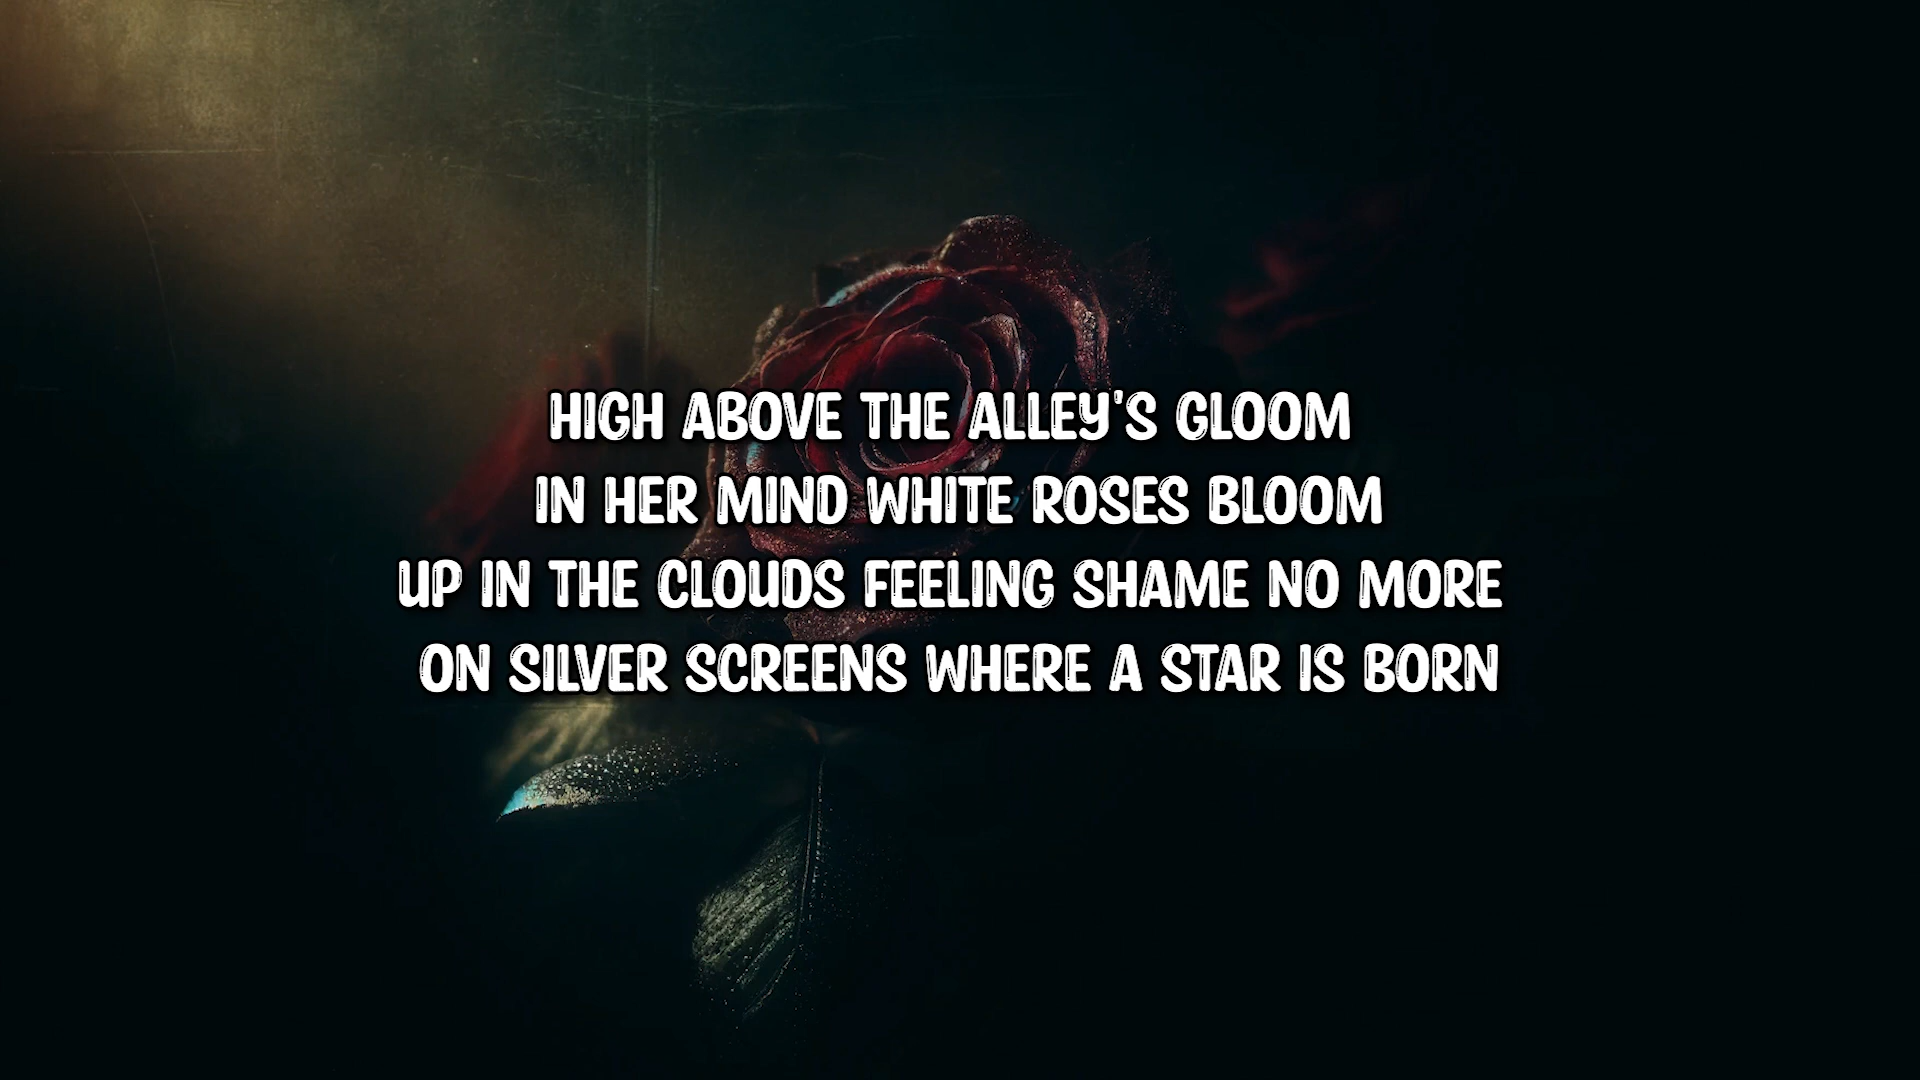 HIGH ABOVE THE ALLEY'S GLOOM
IN HER MIND WHITE ROSES BLOOM
UP IN THE CLOUDS FEELING SHAME NO MORE
ON SILVER SCREENS WHERE A STAR IS BORN